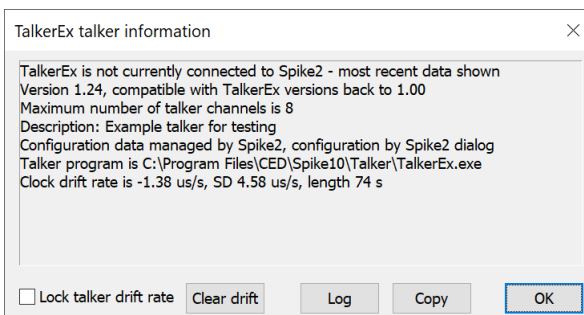 TalkerEx talker information
TalkerEx is not currently connected to Spike2 - most recent data shown
Version 1.24, compatible with TalkerEx versions back to 1.00
Maximum number of talker channels is 8
Description: Example talker for testing
Configuration data managed by Spike2, configuration by Spike2 dialog
Talker program is C:\Program Files\CED\Spike10\Talker\TalkerEx.exe
Clock drift rate is -1.38 us/s, SD 4.58 us/s, length 74 s
Lock talker drift rate Clear drift Log Copy OK